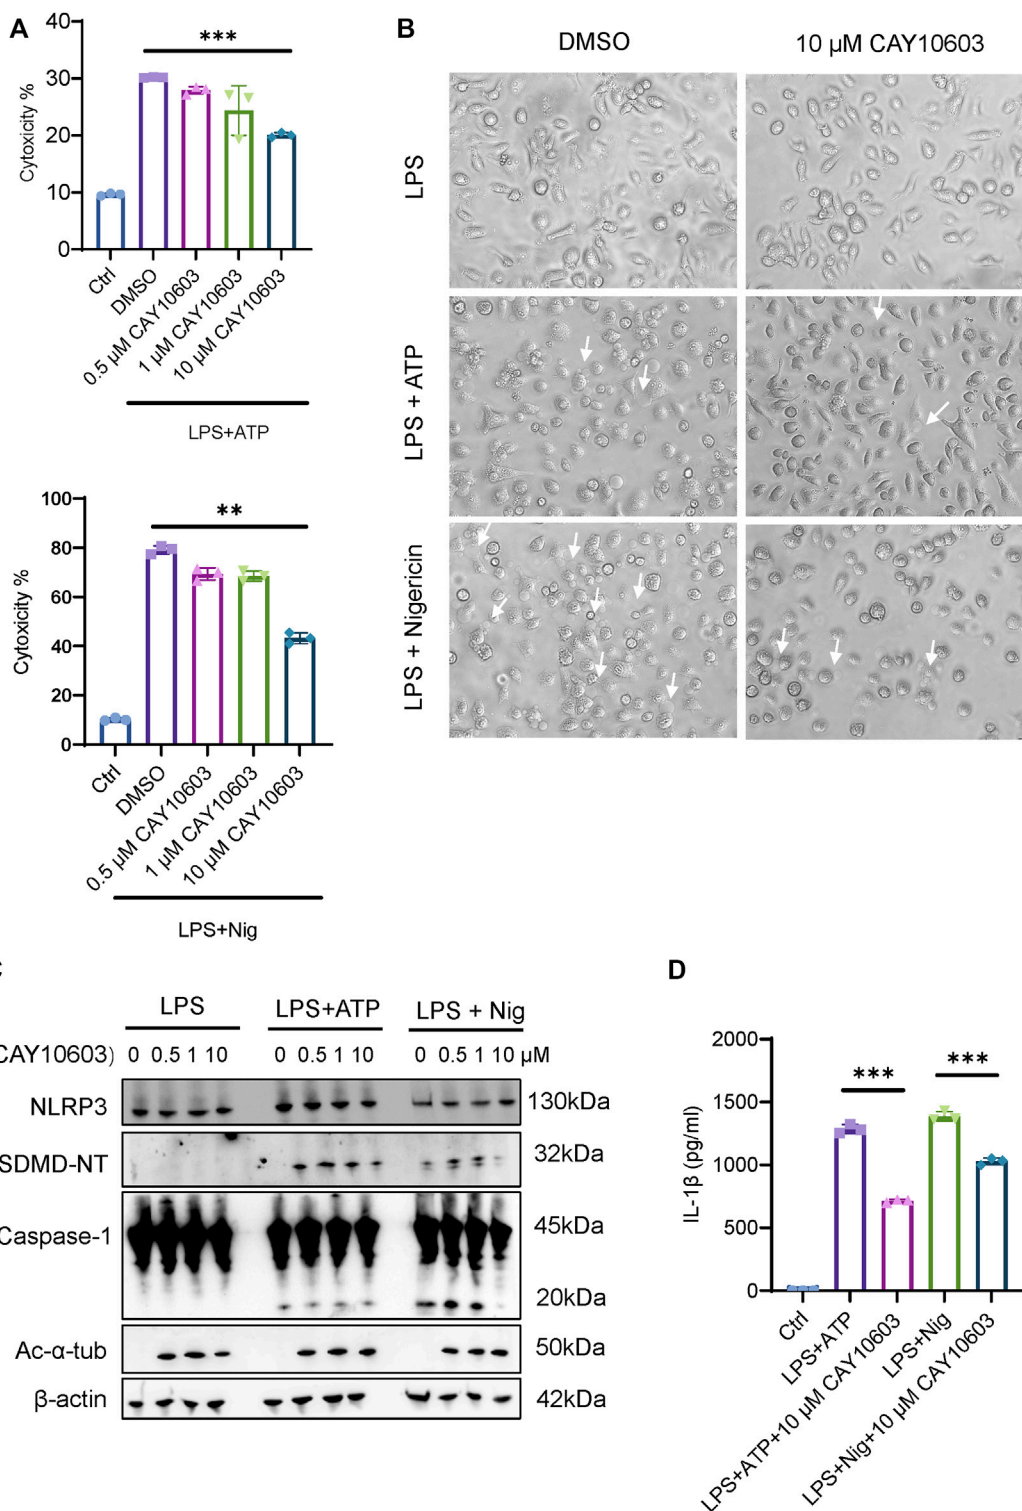 A
40
30
20
10
0
Cytoxicity %
***
Ctrl
DMSO
0.5 µM CAY10603
1 µM CAY10603
10 µM CAY10603
LPS+ATP
100
80
60
40
20
0
Cytoxicity %
**
Ctrl
DMSO
0.5 µM CAY10603
1 µM CAY10603
10 µM CAY10603
LPS+Nig
B
DMSO
10 µM CAY10603
LPS
LPS + ATP
LPS + Nigericin
LPS
LPS+ATP
LPS + Nig
CAY10603) 0 0.5 1 10 0 0.5 1 10 0 0.5 1 10 µM
NLRP3 130kDa
SDMD-NT 32kDa
Caspase-1 45kDa
20kDa
Ac-α-tub 50kDa
β-actin 42kDa
D
2000
1500
1000
500
0
IL-1β (pg/ml)
***
***
Ctrl
LPS+ATP
LPS+ATP+10 µM CAY10603
LPS+Nig
LPS+Nig+10 µM CAY10603